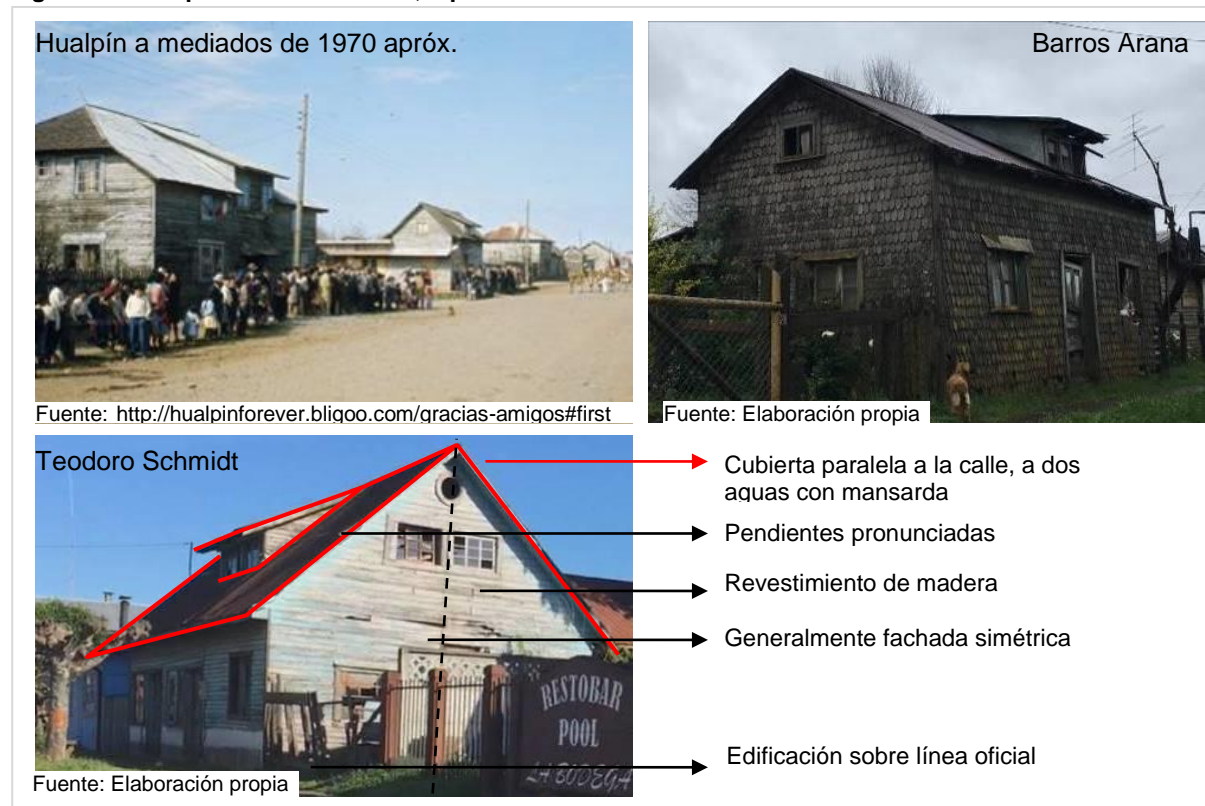 Hualpín a mediados de 1970 apróx.
Barros Arana
Fuente: http://hualpinforever.bligoo.com/gracias-amigos#first
Fuente: Elaboración propia
Teodoro Schmidt
Cubierta paralela a la calle, a dos
aguas con mansarda
Pendientes pronunciadas
Revestimiento de madera
Generalmente fachada simétrica
RESTOBAR
POOL
LA BODEGA
Edificación sobre línea oficial
Fuente: Elaboración propia